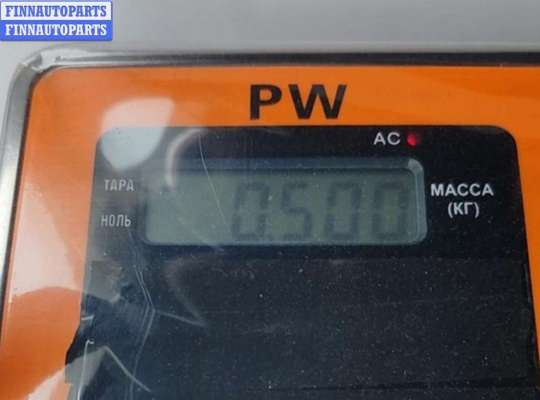 FINNAUTOPARTS
FINNAUTOPARTS
PW
AC
ТАРА
НОЛЬ
0.500
МАССА
(КГ)